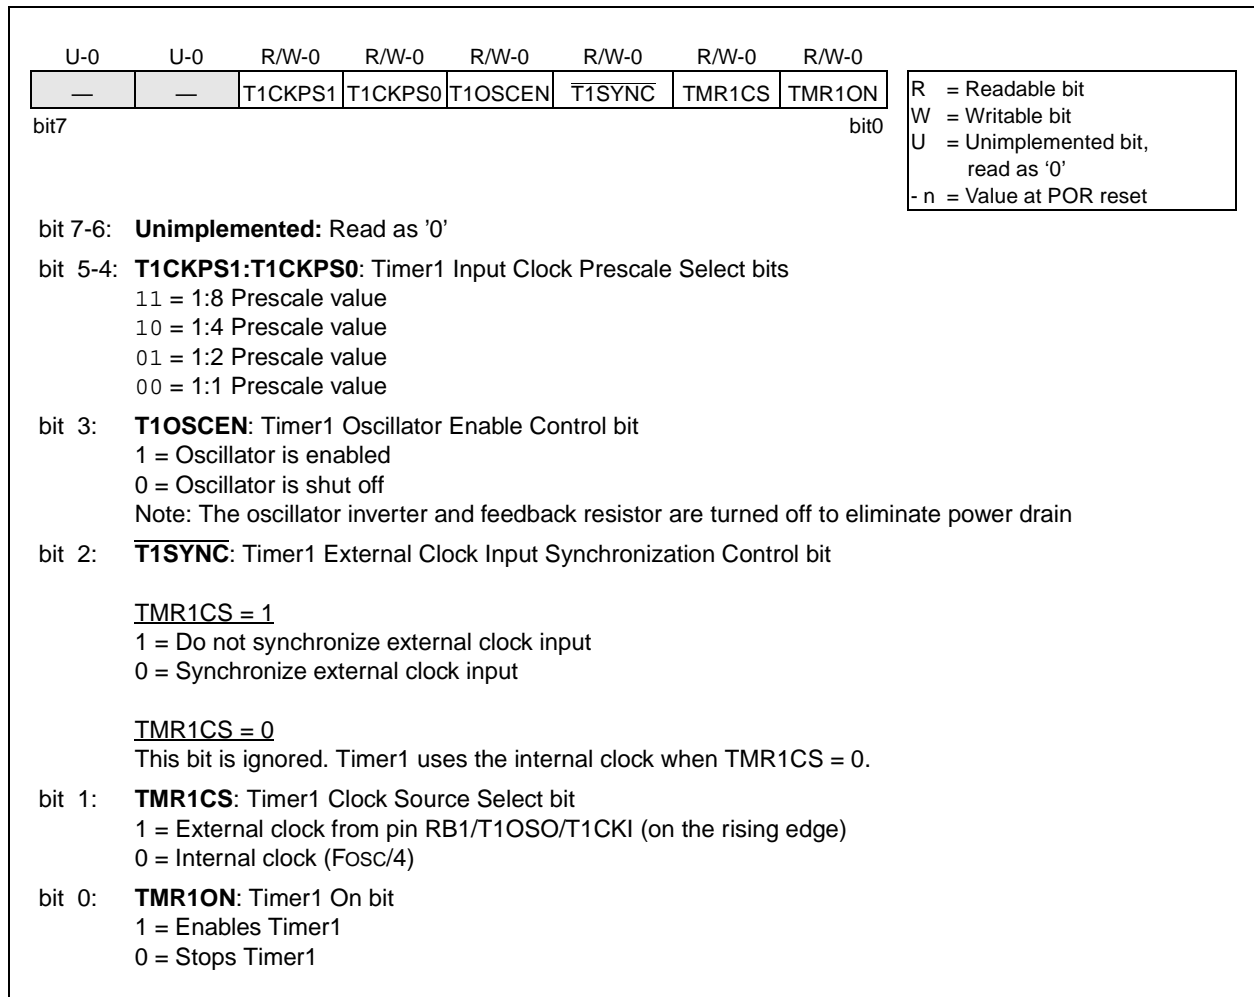 U-0 U-0 R/W-0 R/W-0 R/W-0 R/W-0 R/W-0 R/W-0
— — T1CKPS1 T1CKPS0 T1OSCEN T1SYNC TMR1CS TMR1ON
bit7 bit0
R = Readable bit
W = Writable bit
U = Unimplemented bit,
read as ‘0’
- n = Value at POR reset
bit 7-6: Unimplemented: Read as '0'
bit 5-4: T1CKPS1:T1CKPS0: Timer1 Input Clock Prescale Select bits
11 = 1:8 Prescale value
10 = 1:4 Prescale value
01 = 1:2 Prescale value
00 = 1:1 Prescale value
bit 3: T1OSCEN: Timer1 Oscillator Enable Control bit
1 = Oscillator is enabled
0 = Oscillator is shut off
Note: The oscillator inverter and feedback resistor are turned off to eliminate power drain
bit 2: T1SYNC: Timer1 External Clock Input Synchronization Control bit
TMR1CS = 1
1 = Do not synchronize external clock input
0 = Synchronize external clock input
TMR1CS = 0
This bit is ignored. Timer1 uses the internal clock when TMR1CS = 0.
bit 1: TMR1CS: Timer1 Clock Source Select bit
1 = External clock from pin RB1/T1OSO/T1CKI (on the rising edge)
0 = Internal clock (FOSC/4)
bit 0: TMR1ON: Timer1 On bit
1 = Enables Timer1
0 = Stops Timer1